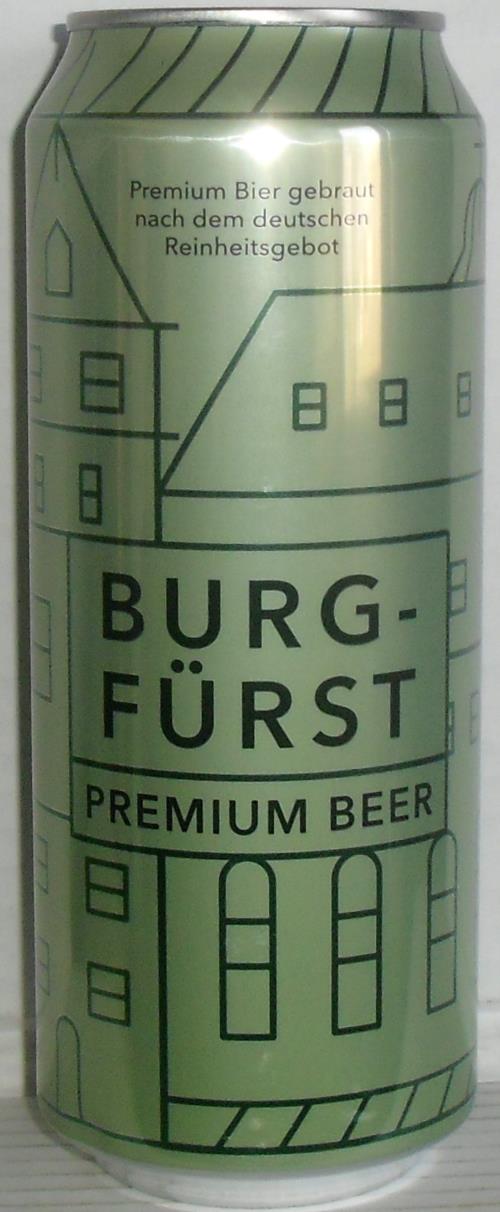 Premium Bier gebraut
nach dem deutschen
Reinheitsgebot
BURG-
FÜRST
PREMIUM BEER